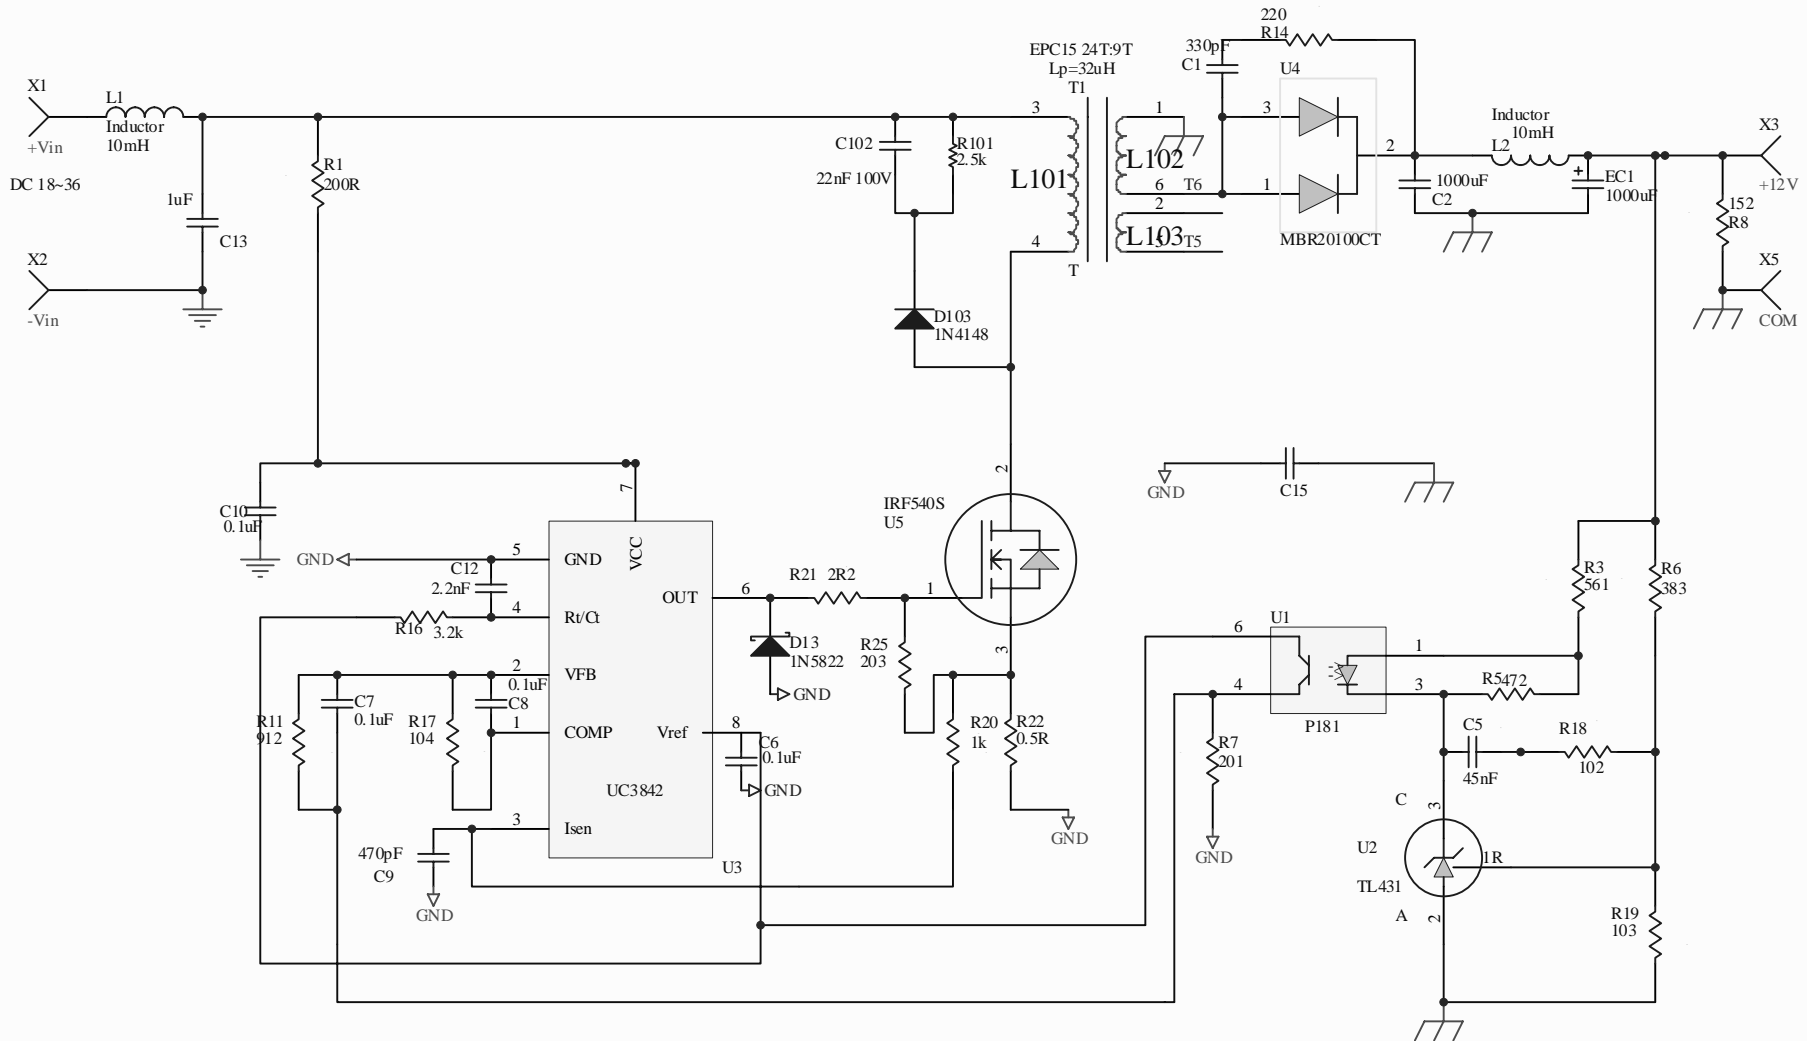 220
R14
330pF
C1
EPC15 24T:9T
Lp=32uH
T1
U4
X1
L1
Inductor
10mH
+Vin
DC 18~36
3
1
3
Inductor
10mH
L2
X3
+12V
C102
22nF 100V
R101
2.5k
L101
L102
2
1000uF
C2
EC1
1000uF
+
R1
200R
1uF
C13
6
T6
1
2
152
R8
4
L103
5
T5
MBR20100CT
T
X2
-Vin
X5
COM
D103
1N4148
2
7
GND
C15
C10
0.1uF
IRF540S
U5
GND
5
GND
VCC
C12
2.2nF
OUT
6
R21 2R2
1
R3
561
R6
383
R16
3.2k
4
Rt/Ct
U1
6
1
D13
1N5822
R25
203
3
2
VFB
0.1uF
C8
C7
0.1uF
GND
4
3
R5
472
R11
912
R17
104
1
COMP
Vref
8
C6
0.1uF
R20
1k
R22
0.5R
P181
C5
45nF
R18
102
R7
201
UC3842
GND
C
3
3
Isen
470pF
C9
U3
GND
GND
U2
TL431
1R
GND
A
2
R19
103